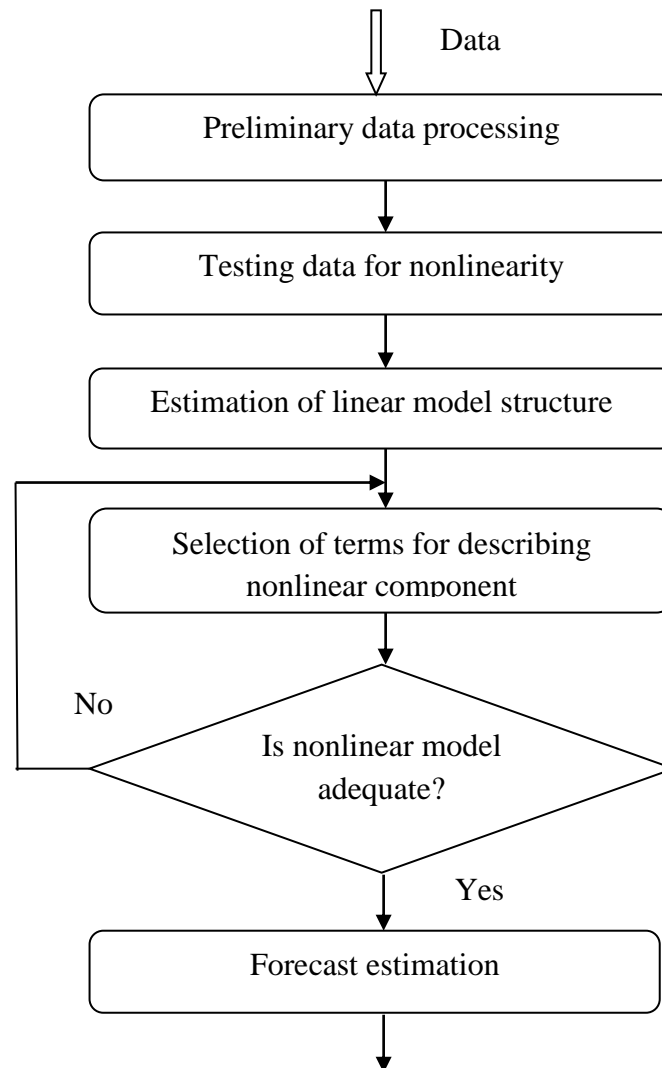 Data
Preliminary data processing
Testing data for nonlinearity
Estimation of linear model structure
Selection of terms for describing
nonlinear component
No
Is nonlinear model
adequate?
Yes
Forecast estimation